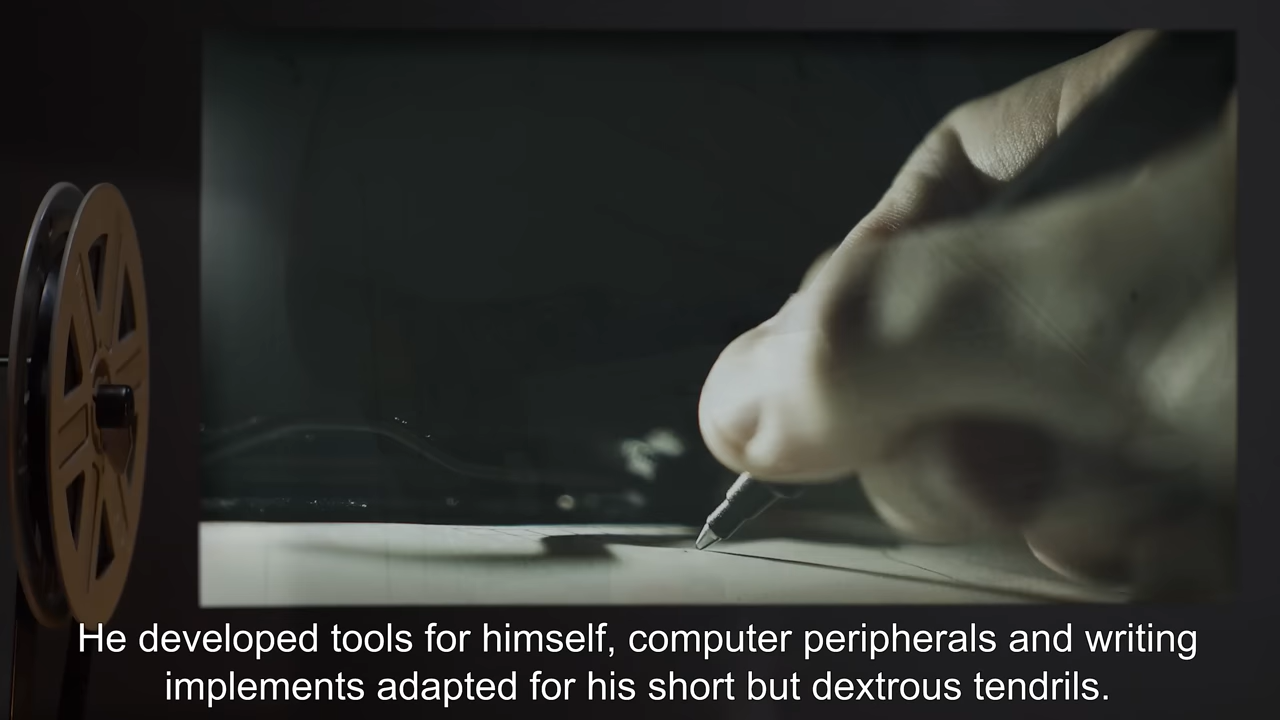 He developed tools for himself, computer peripherals and writing
implements adapted for his short but dextrous tendrils.